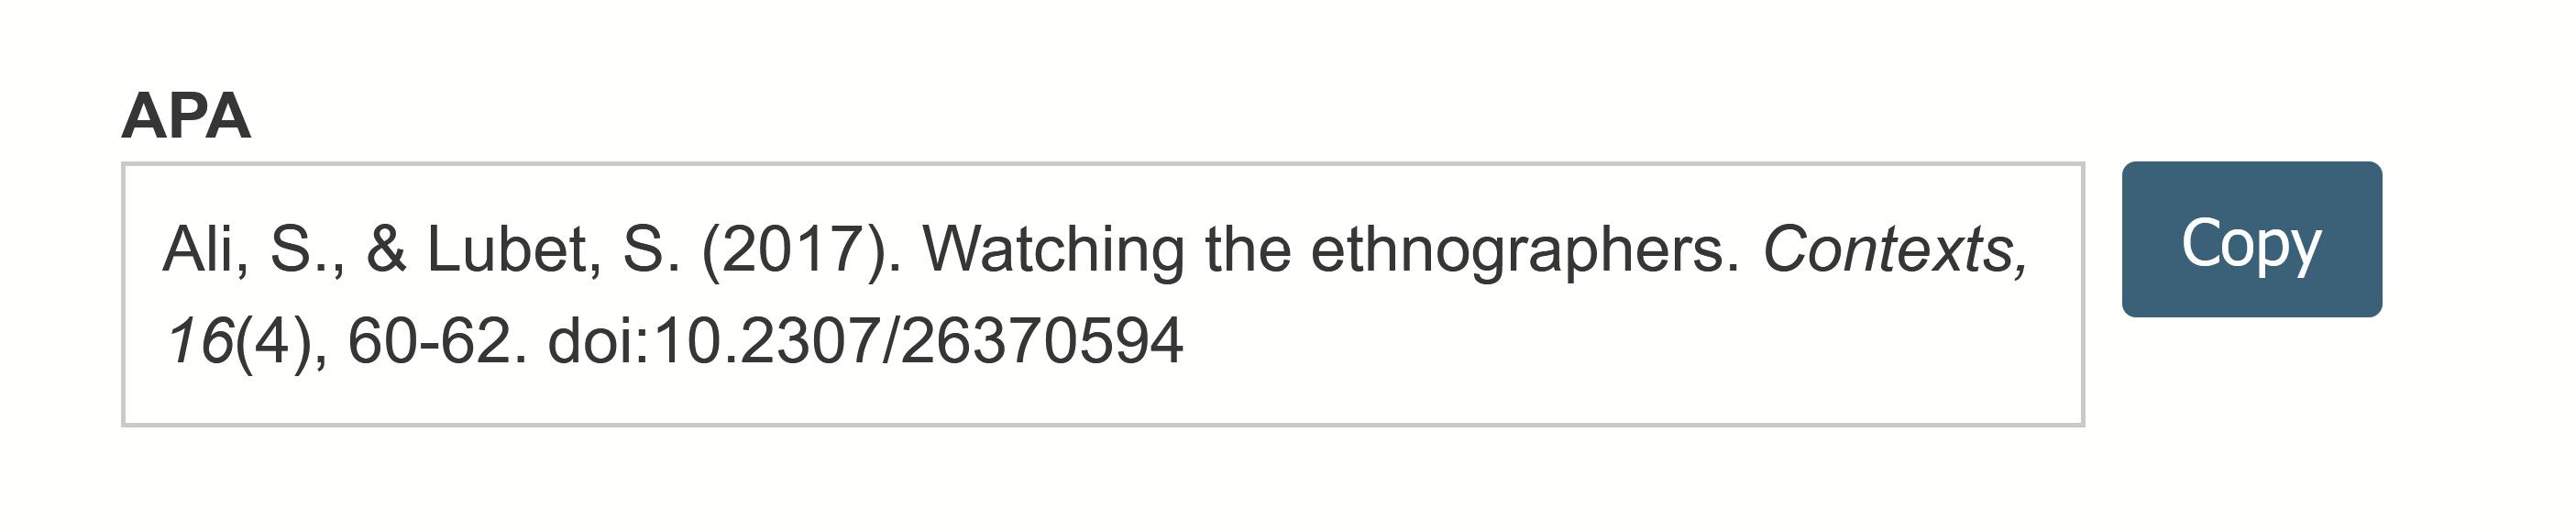 APA
Ali, S., & Lubet, S. (2017). Watching the ethnographers. Contexts,
16(4), 60-62. doi:10.2307/26370594
Copy